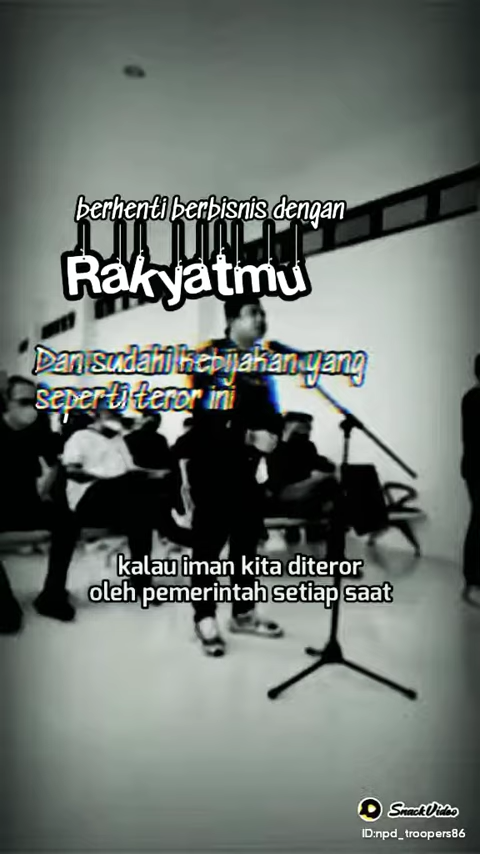 berhenti berbisnis dengan
Rakyatmu
Dan sudahi kebijakan yang
seperti teror ini
kalau iman kita diteror
oleh pemerintah setiap saat
SnackVideo
ID:npd_troopers86